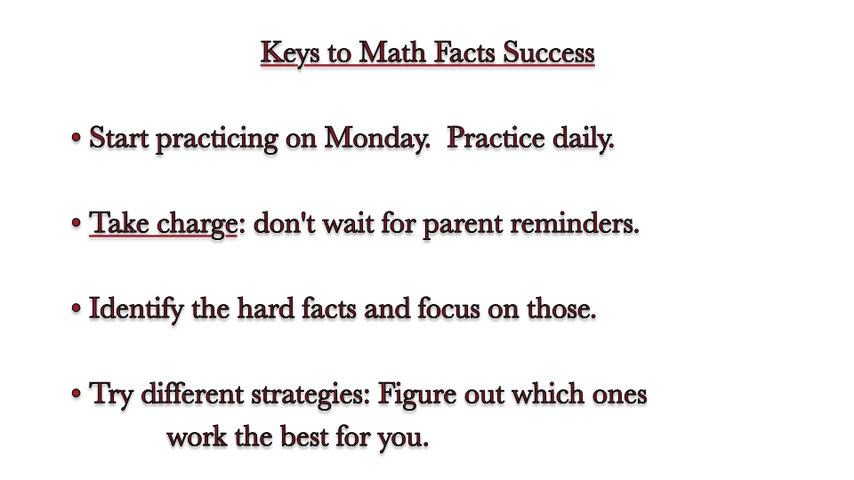 Keys to Math Facts Success
• Start practicing on Monday.  Practice daily.
• Take charge: don't wait for parent reminders.
• Identify the hard facts and focus on those.
• Try different strategies: Figure out which ones
work the best for you.